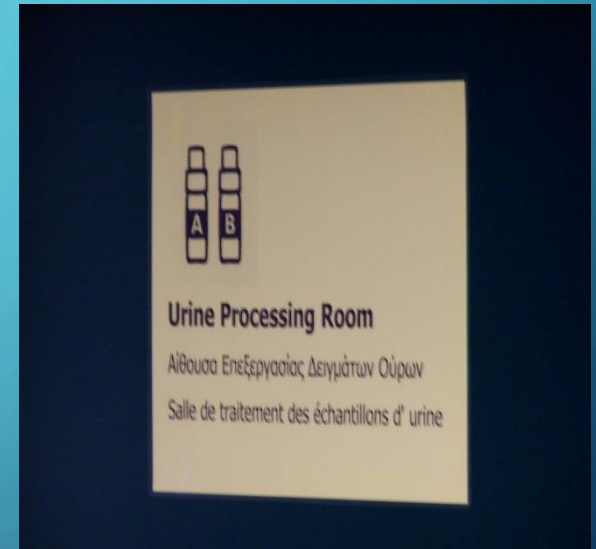 A B
Urine Processing Room
Αίθουσα Επεξεργασίας Δειγμάτων Ούρων
Salle de traitement des échantillons d' urine